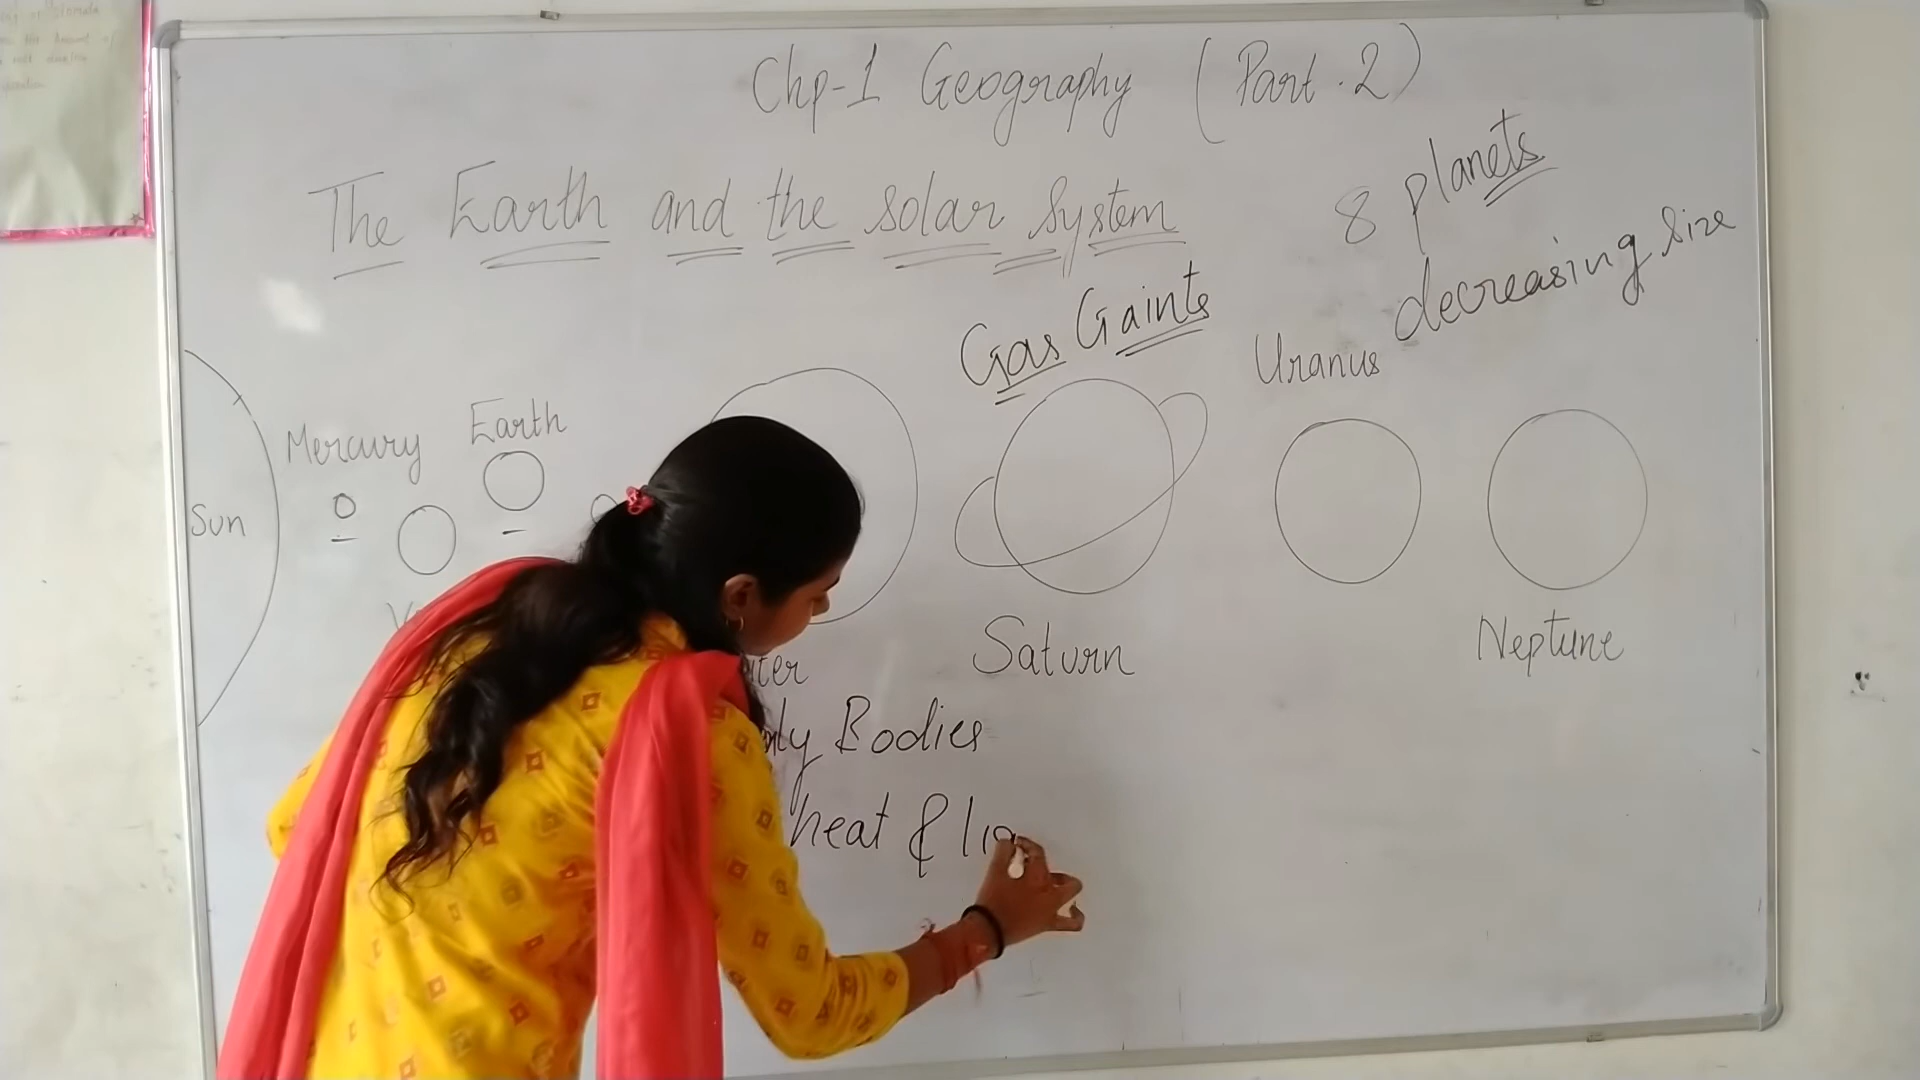 Chp-1 Geography (Part.2)
The Earth and the solar system
8 planets
decreasing size
Gas Gaints
Uranus
Mercury
Earth
Sun
Saturn
Neptune
Bodies
heat &